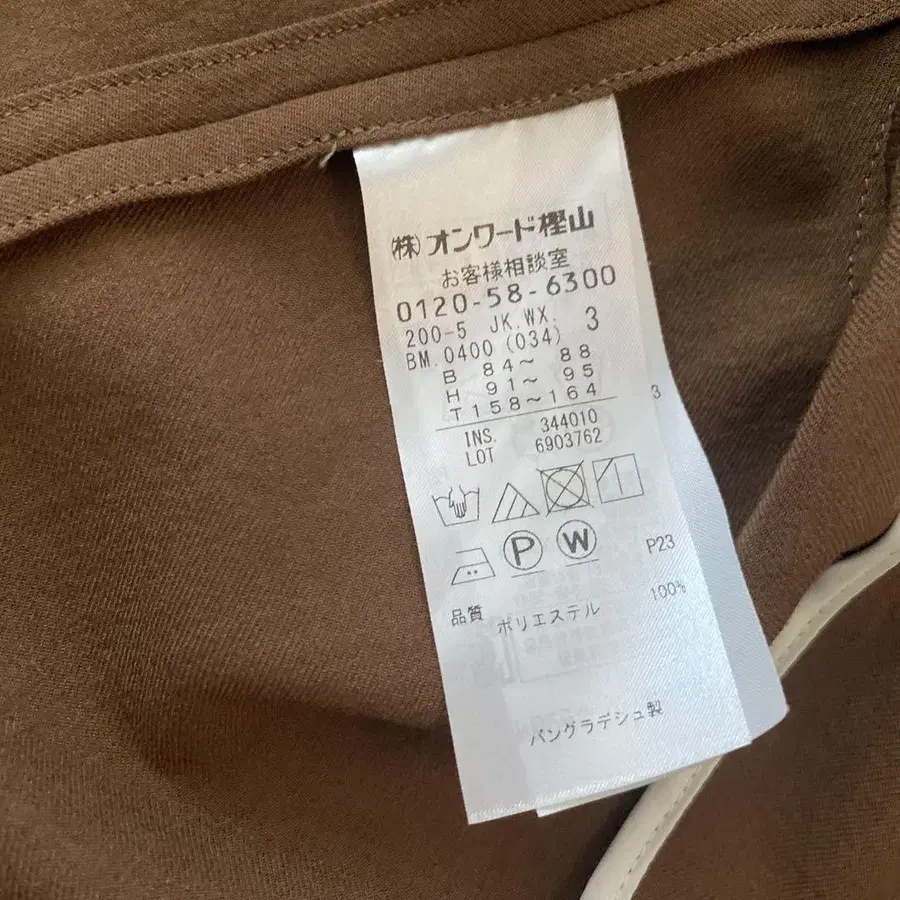 (株)オンワード樫山
お客様相談室
0120-58-6300
200-5 JK.WX. 3
BM.0400 (034)
B 84~ 88
H 91~ 95
T 158~164
3
INS. 344010
LOT 6903762
P W
P23
品質 ポリエステル 100%
バングラデシュ製